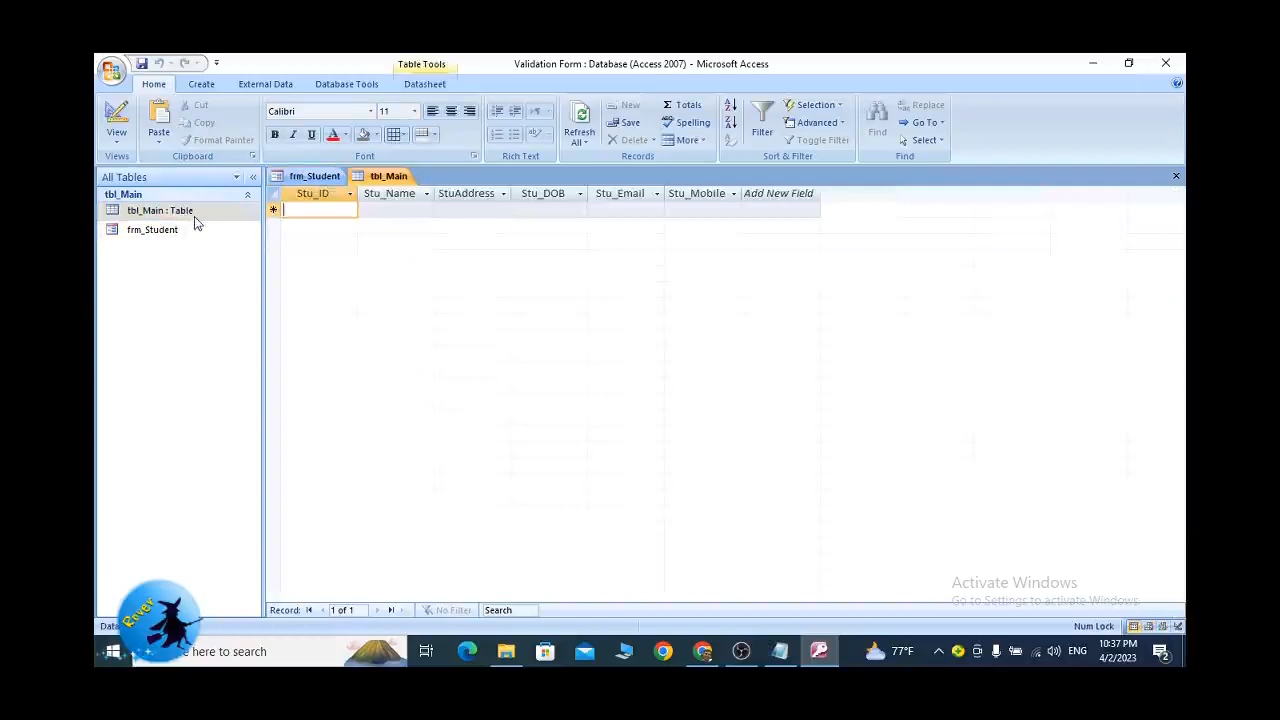 Table Tools
Validation Form : Database (Access 2007) - Microsoft Access
Home Create External Data Database Tools Datasheet
View
Views
Paste
Cut
Copy
Format Painter
Clipboard
Calibri 11
B I U A
Font
Rich Text
Refresh All
New
Save
Delete
Totals
Spelling
More
Records
Filter
Selection
Advanced
Toggle Filter
Sort & Filter
Find
Replace
Go To
Select
Find
All Tables
tbl_Main
tbl_Main : Table
frm_Student
frm_Student tbl_Main
Stu_ID Stu_Name StuAddress Stu_DOB Stu_Email Stu_Mobile Add New Field
Activate Windows
Go to Settings to activate Windows.
Record: 1 of 1 No Filter Search
Num Lock
Rover
here to search
77°F
ENG
10:37 PM
4/2/2023
2